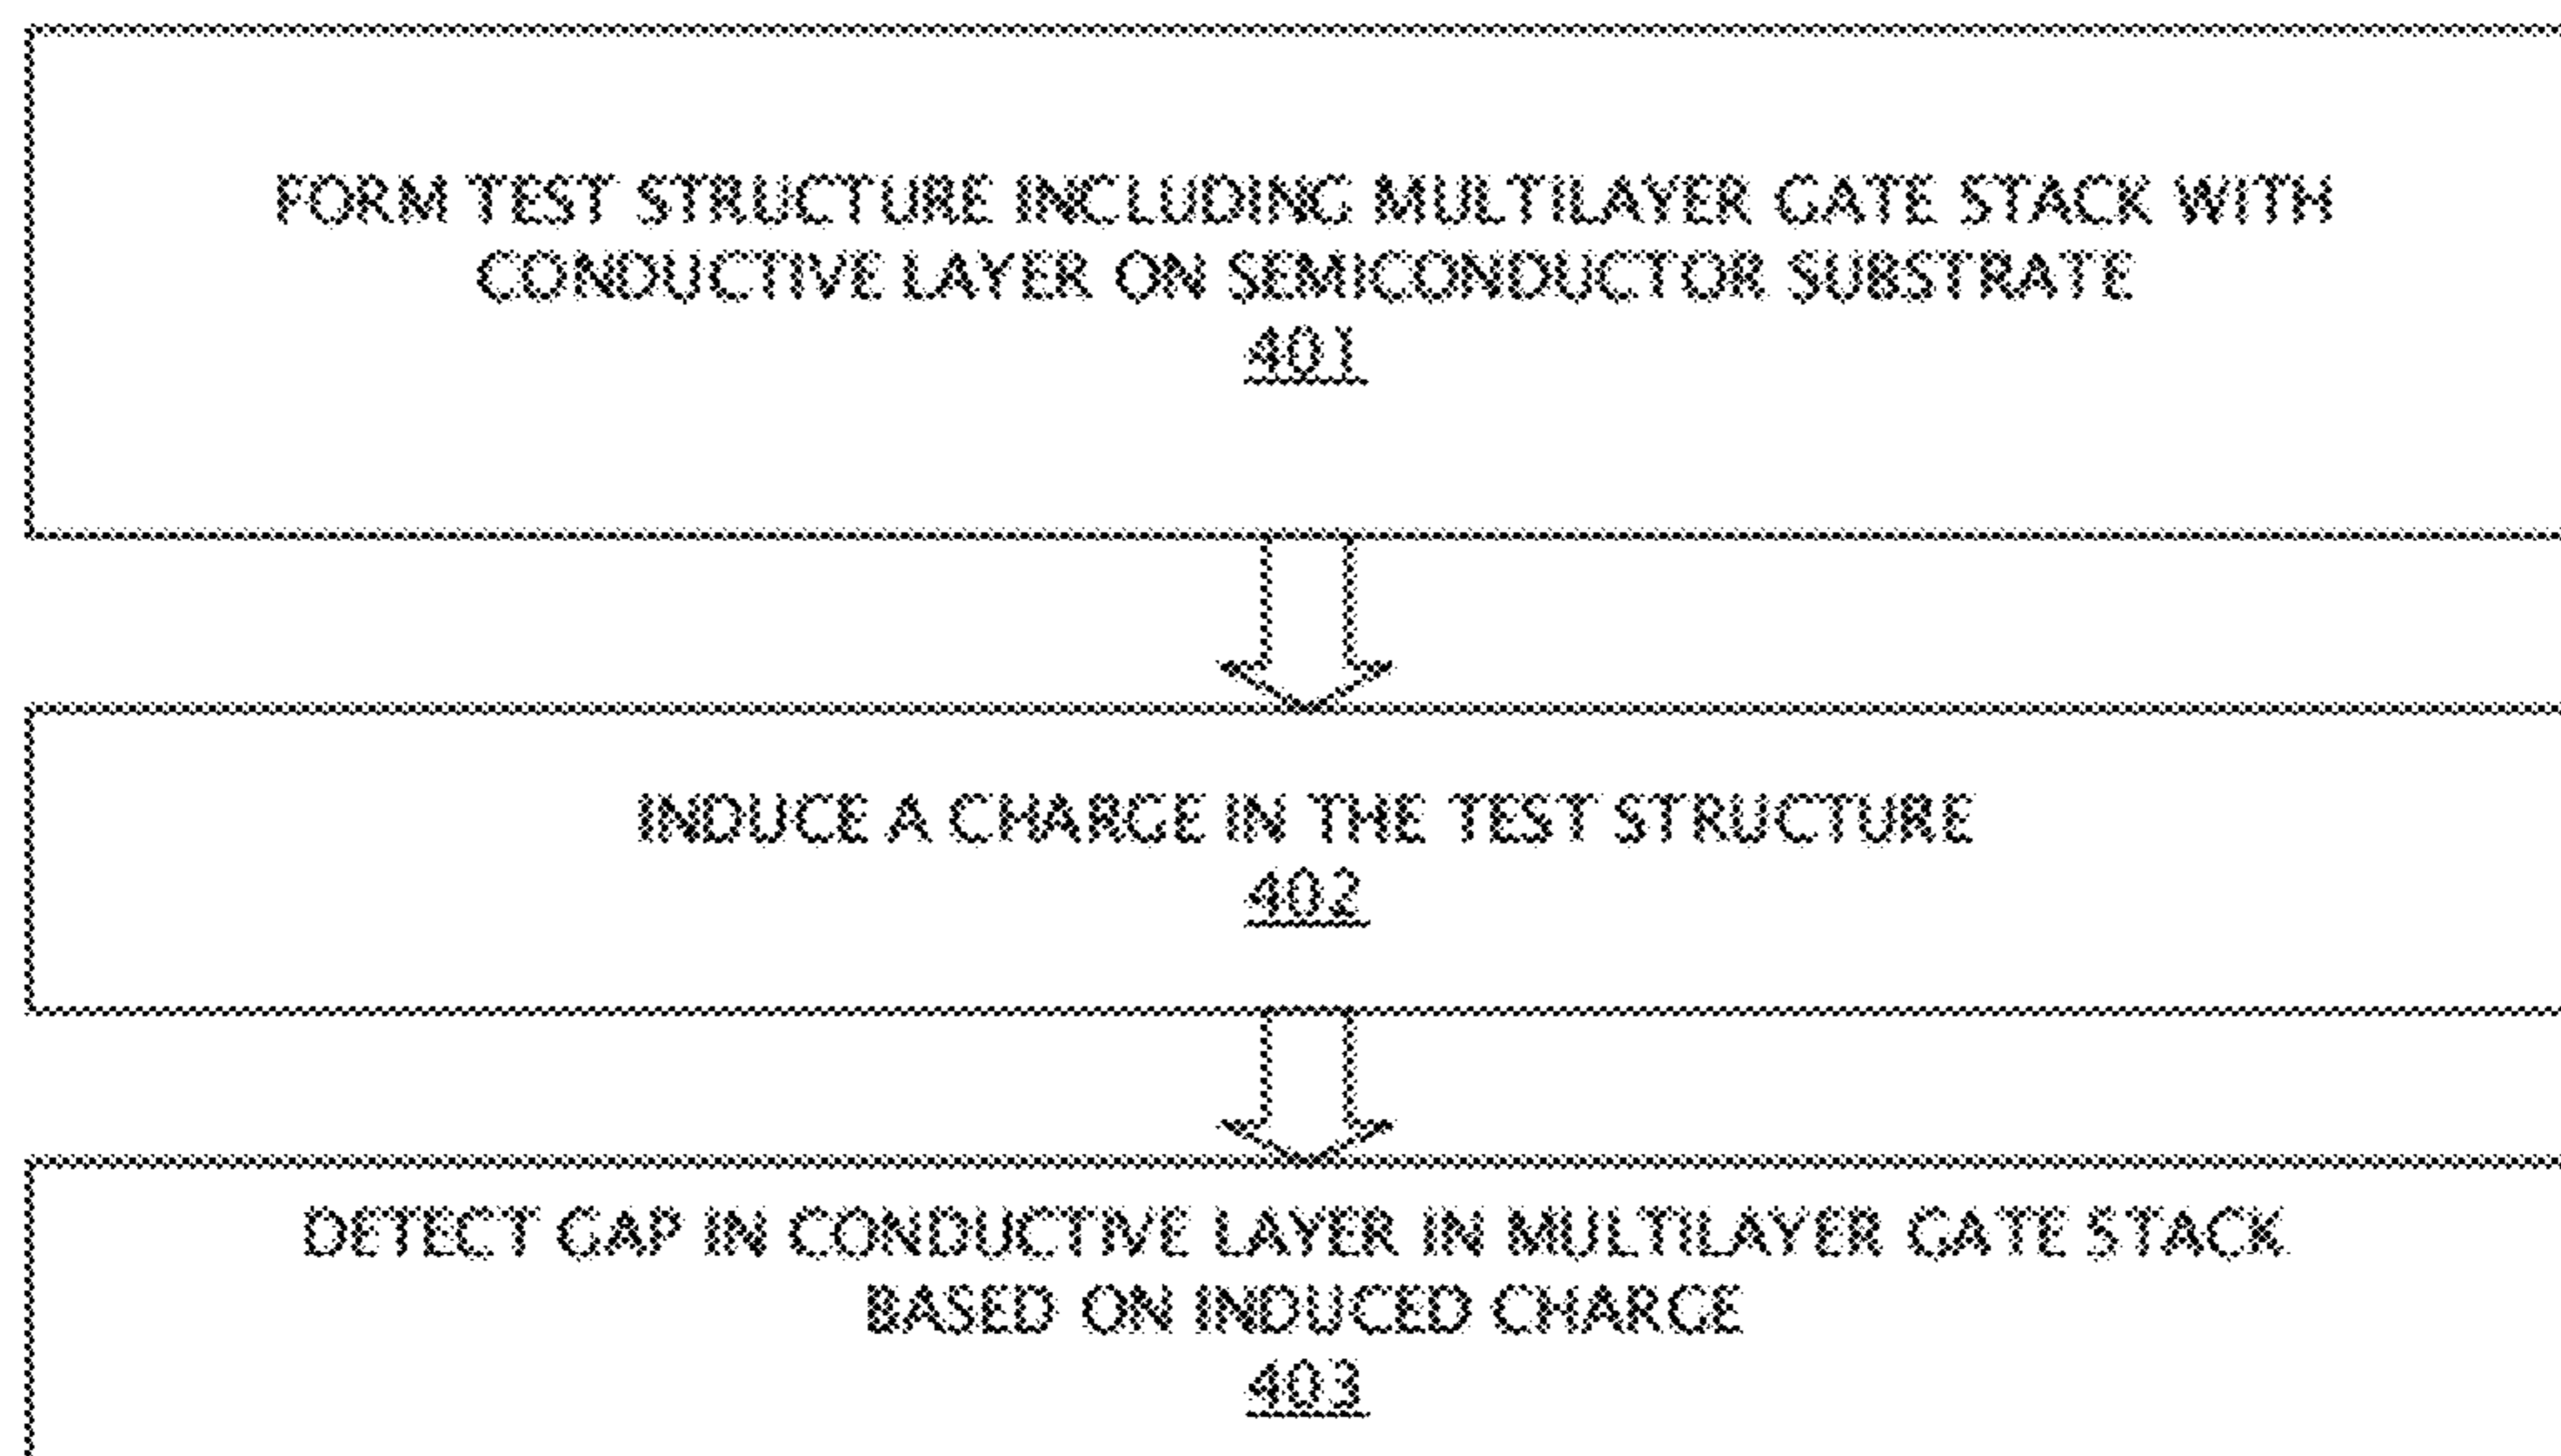 FORM TEST STRUCTURE INCLUDING MULTILAYER GATE STACK WITH
CONDUCTIVE LAYER ON SEMICONDUCTOR SUBSTRATE
401
INDUCE A CHARGE IN THE TEST STRUCTURE
402
DETECT GAP IN CONDUCTIVE LAYER IN MULTILAYER GATE STACK
BASED ON INDUCED CHARGE
403